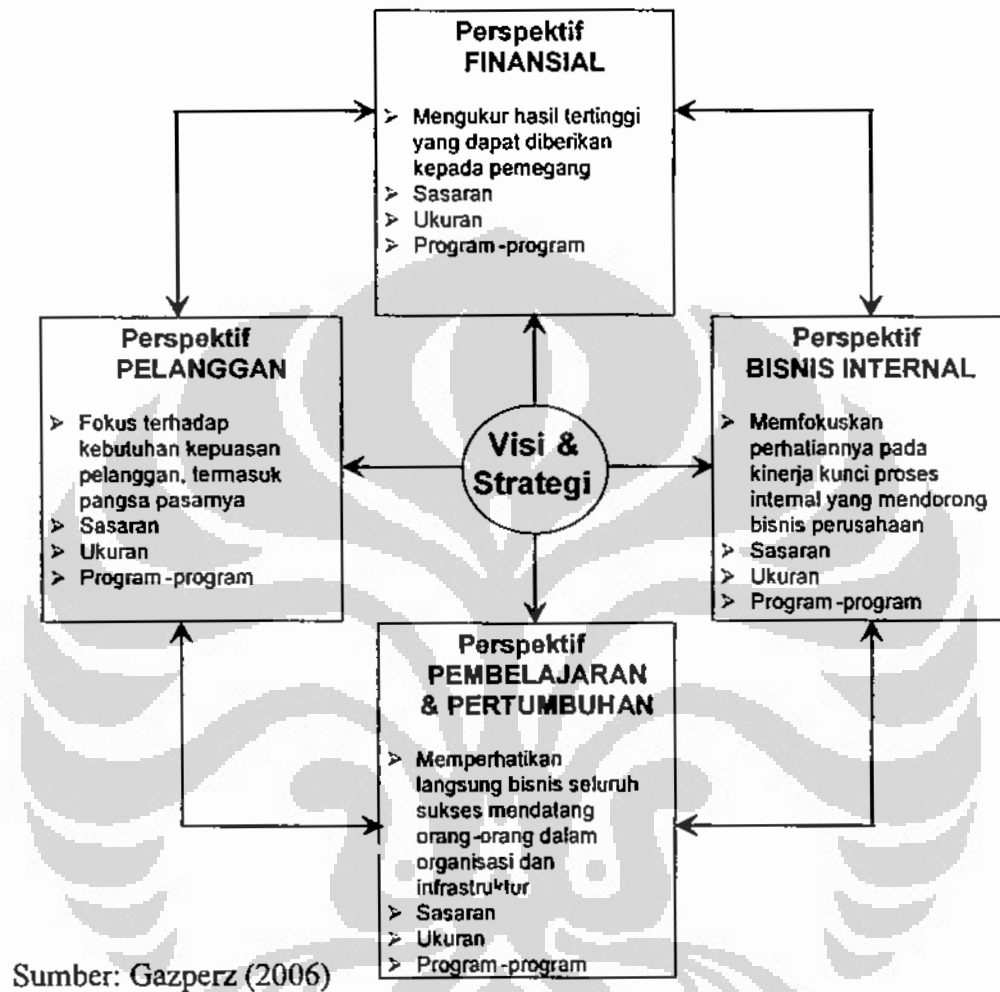 Perspektif
FINANSIAL
➢ Mengukur hasil tertinggi
yang dapat diberikan
kepada pemegang
➢ Sasaran
➢ Ukuran
➢ Program-program
Perspektif
PELANGGAN
➢ Fokus terhadap
kebutuhan kepuasan
pelanggan, termasuk
pangsa pasarnya
➢ Sasaran
➢ Ukuran
➢ Program-program
Visi &
Strategi
Perspektif
BISNIS INTERNAL
➢ Memfokuskan
perhatiannya pada
kinerja kunci proses
internal yang mendorong
bisnis perusahaan
➢ Sasaran
➢ Ukuran
➢ Program-program
Perspektif
PEMBELAJARAN
& PERTUMBUHAN
➢ Memperhatikan
langsung bisnis seluruh
sukses mendatang
orang-orang dalam
organisasi dan
infrastruktur
➢ Sasaran
➢ Ukuran
➢ Program-program
Sumber: Gazperz (2006)